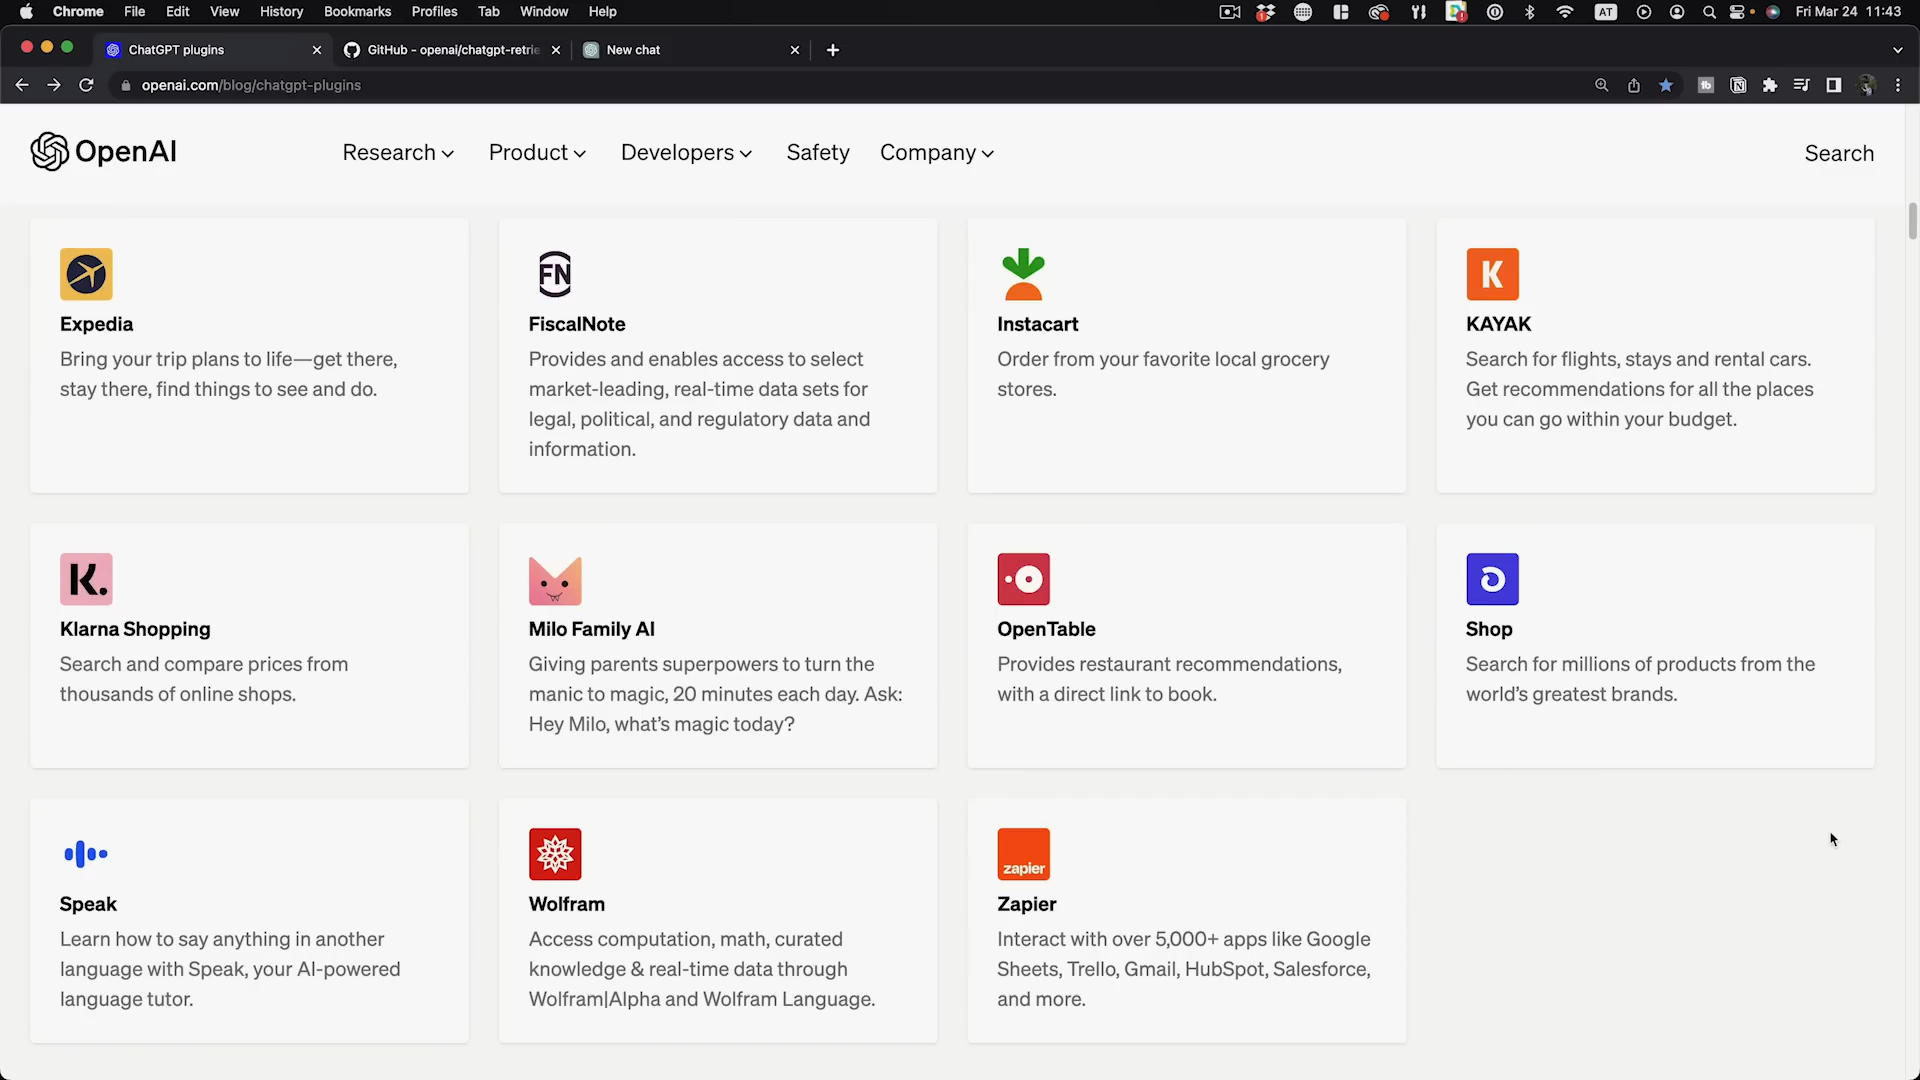 Chrome File Edit View History Bookmarks Profiles Tab Window Help AT Fri Mar 24 11:43
ChatGPT plugins GitHub - openai/chatgpt-retrie New chat
openai.com/blog/chatgpt-plugins
OpenAI Research Product Developers Safety Company Search
Expedia
Bring your trip plans to life—get there,
stay there, find things to see and do.
FN
FiscalNote
Provides and enables access to select
market-leading, real-time data sets for
legal, political, and regulatory data and
information.
Instacart
Order from your favorite local grocery
stores.
K
KAYAK
Search for flights, stays and rental cars.
Get recommendations for all the places
you can go within your budget.
K.
Klarna Shopping
Search and compare prices from
thousands of online shops.
Milo Family AI
Giving parents superpowers to turn the
manic to magic, 20 minutes each day. Ask:
Hey Milo, what’s magic today?
OpenTable
Provides restaurant recommendations,
with a direct link to book.
Shop
Search for millions of products from the
world’s greatest brands.
Speak
Learn how to say anything in another
language with Speak, your AI-powered
language tutor.
Wolfram
Access computation, math, curated
knowledge & real-time data through
Wolfram|Alpha and Wolfram Language.
zapier
Zapier
Interact with over 5,000+ apps like Google
Sheets, Trello, Gmail, HubSpot, Salesforce,
and more.